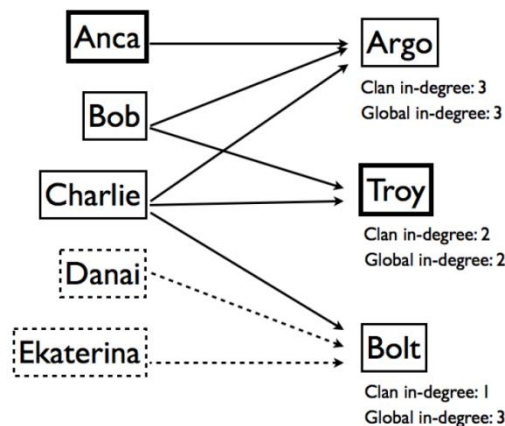 Anca
Argo
Clan in-degree: 3
Global in-degree: 3
Bob
Charlie
Troy
Clan in-degree: 2
Global in-degree: 2
Danai
Ekaterina
Bolt
Clan in-degree: 1
Global in-degree: 3